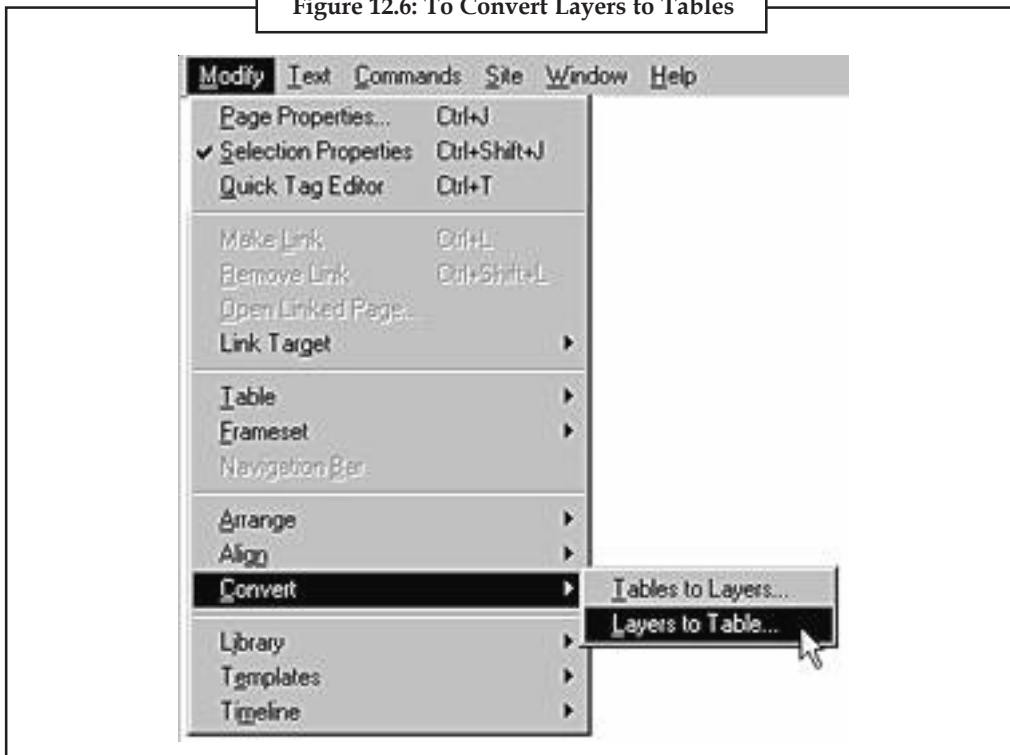 Figure 12.6: To Convert Layers to Tables
Modify Text Commands Site Window Help
Page Properties... Ctrl+J
✔ Selection Properties Ctrl+Shift+J
Quick Tag Editor Ctrl+T
Make Link Ctrl+L
Remove Link Ctrl+Shift+L
Open Linked Page...
Link Target
Table
Frameset
Navigation Bar
Arrange
Align
Convert
Tables to Layers...
Layers to Table...
Library
Templates
Timeline